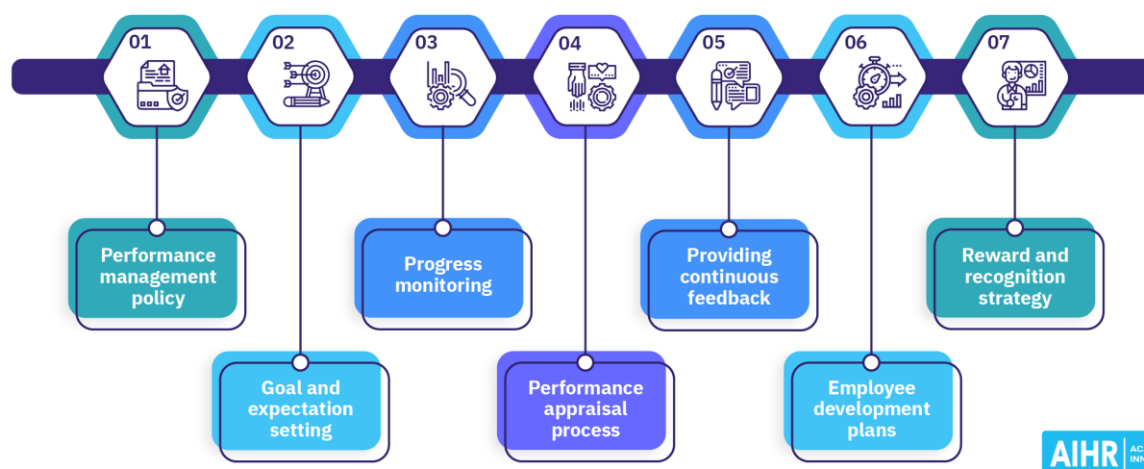 01
02
03
04
05
06
07
Performance
management
policy
Goal and
expectation
setting
Progress
monitoring
Performance
appraisal
process
Providing
continuous
feedback
Employee
development
plans
Reward and
recognition
strategy
AIHR